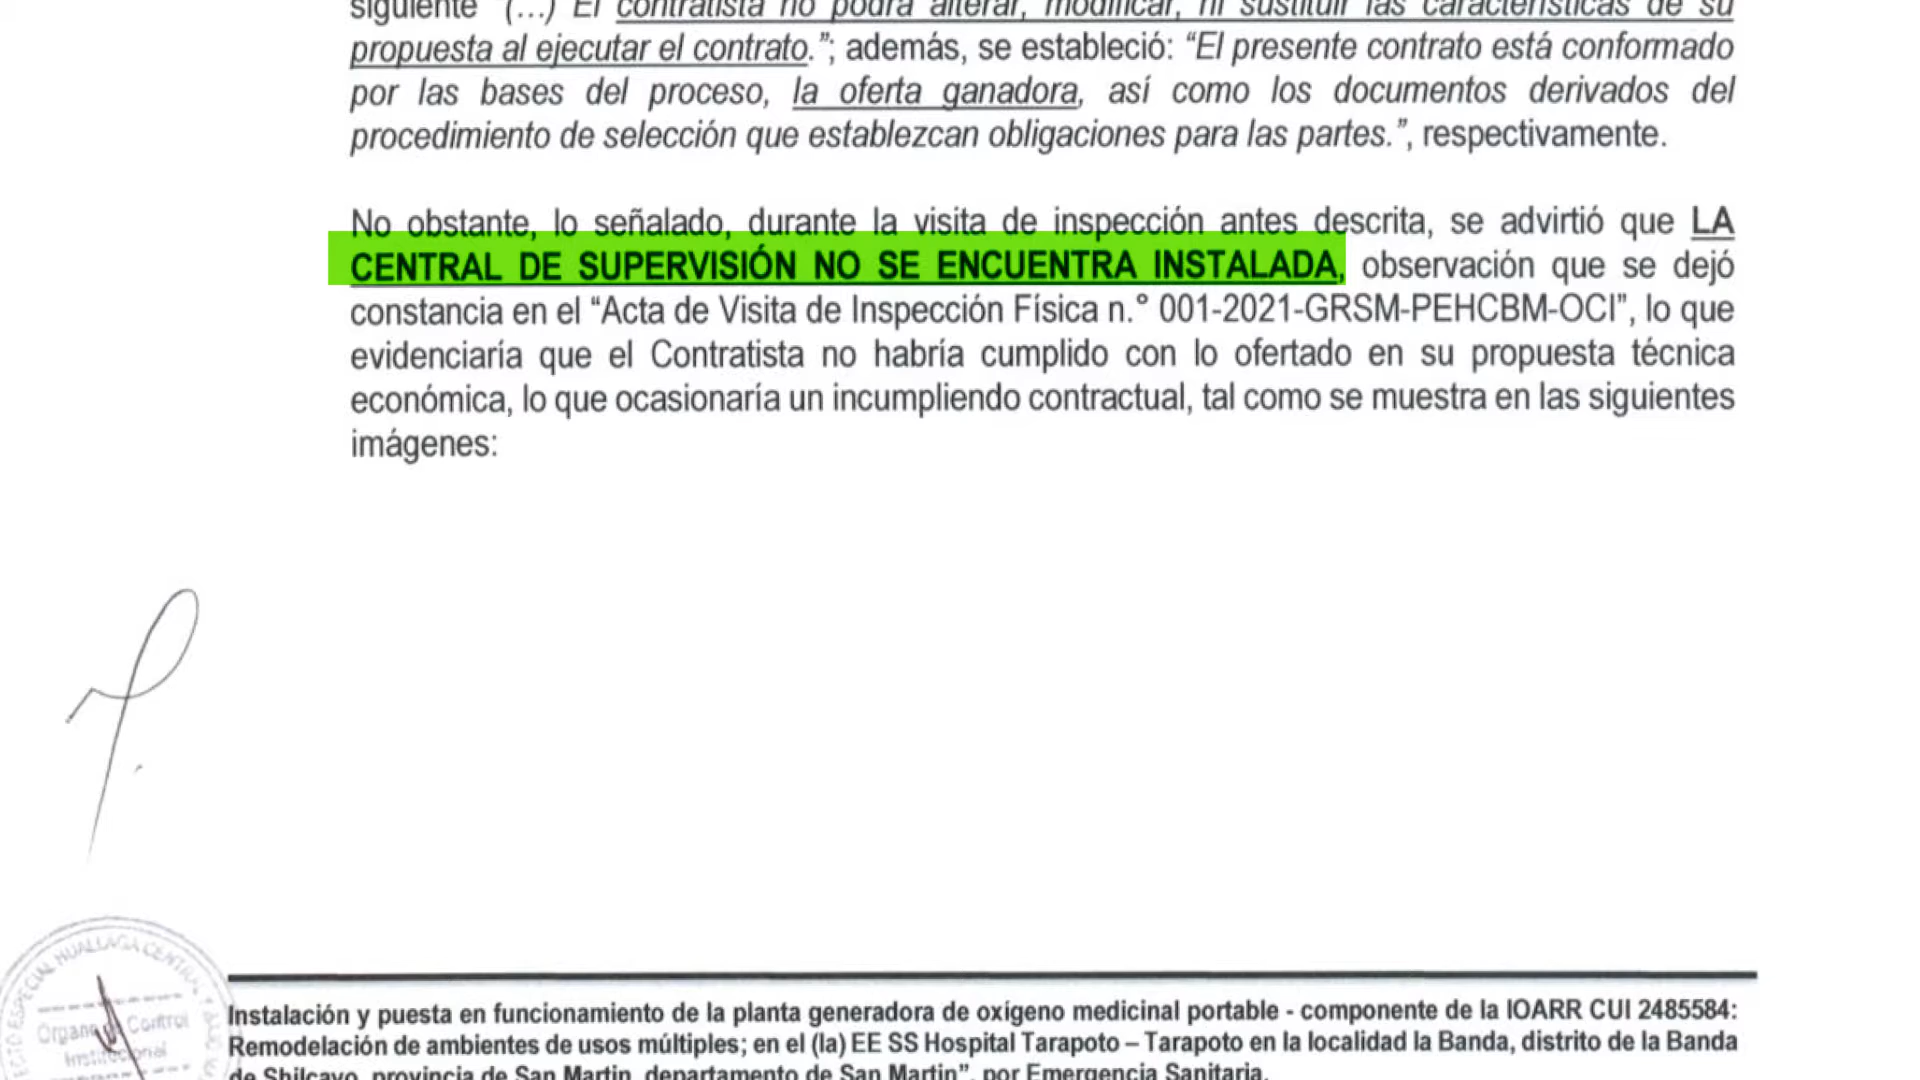 siguiente "(...) El contratista no podrá alterar, modificar, ni sustituir las características de su
propuesta al ejecutar el contrato."; además, se estableció: "El presente contrato está conformado
por las bases del proceso, la oferta ganadora, así como los documentos derivados del
procedimiento de selección que establezcan obligaciones para las partes.", respectivamente.
No obstante, lo señalado, durante la visita de inspección antes descrita, se advirtió que LA
CENTRAL DE SUPERVISIÓN NO SE ENCUENTRA INSTALADA, observación que se dejó
constancia en el "Acta de Visita de Inspección Física n.° 001-2021-GRSM-PEHCBM-OCI", lo que
evidenciaría que el Contratista no habría cumplido con lo ofertado en su propuesta técnica
económica, lo que ocasionaría un incumpliendo contractual, tal como se muestra en las siguientes
imágenes:
ESPECIAL HUALLAGA CENTRAL
Órgano de Control
Institucional
Instalación y puesta en funcionamiento de la planta generadora de oxígeno medicinal portable - componente de la IOARR CUI 2485584:
Remodelación de ambientes de usos múltiples; en el (la) EE SS Hospital Tarapoto – Tarapoto en la localidad la Banda, distrito de la Banda
de Shilcayo, provincia de San Martin, departamento de San Martin", por Emergencia Sanitaria.